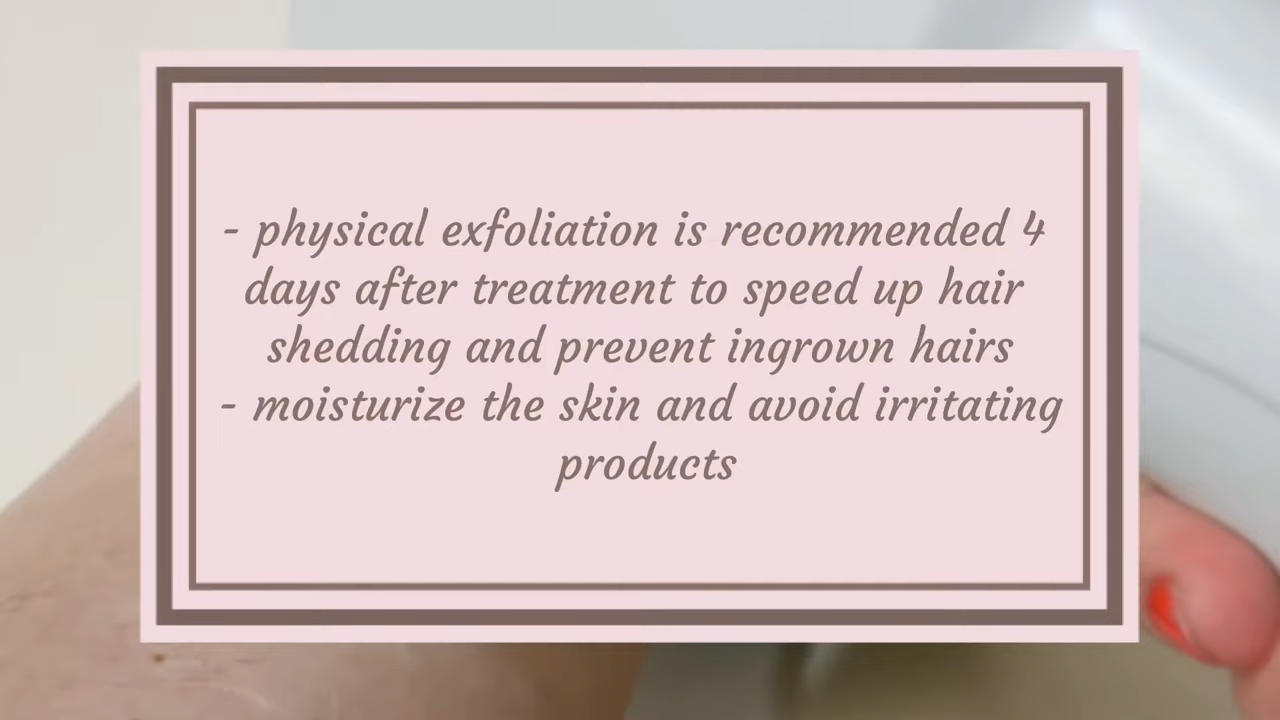 - physical exfoliation is recommended 4
days after treatment to speed up hair
shedding and prevent ingrown hairs
- moisturize the skin and avoid irritating
products